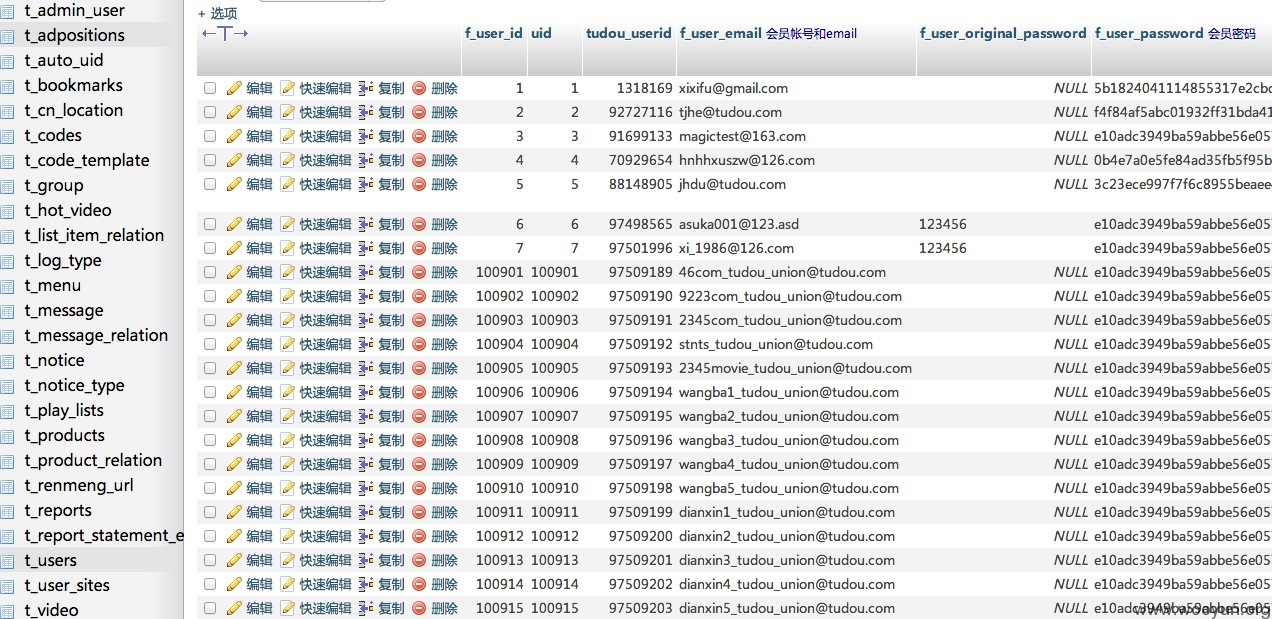 t_admin_user
t_adpositions
t_auto_uid
t_bookmarks
t_cn_location
t_codes
t_code_template
t_group
t_hot_video
t_list_item_relation
t_log_type
t_menu
t_message
t_message_relation
t_notice
t_notice_type
t_play_lists
t_products
t_product_relation
t_renmeng_url
t_reports
t_report_statement_e
t_users
t_user_sites
t_video
+ 选项
←T→ f_user_id uid tudou_userid f_user_email 会员帐号和email f_user_original_password f_user_password 会员密码
编辑 快速编辑 复制 删除 1 1 1318169 xixifu@gmail.com NULL 5b1824041114855317e2cbc
编辑 快速编辑 复制 删除 2 2 92727116 tjhe@tudou.com NULL f4f84af5abc01932ff31bda41
编辑 快速编辑 复制 删除 3 3 91699133 magictest@163.com NULL e10adc3949ba59abbe56e05
编辑 快速编辑 复制 删除 4 4 70929654 hnhhxuszw@126.com NULL 0b4e7a0e5fe84ad35fb5f95b
编辑 快速编辑 复制 删除 5 5 88148905 jhdu@tudou.com NULL 3c23ece997f7f6c8955beaee
编辑 快速编辑 复制 删除 6 6 97498565 asuka001@123.asd 123456 e10adc3949ba59abbe56e05
编辑 快速编辑 复制 删除 7 7 97501996 xi_1986@126.com 123456 e10adc3949ba59abbe56e05
编辑 快速编辑 复制 删除 100901 100901 97509189 46com_tudou_union@tudou.com NULL e10adc3949ba59abbe56e05
编辑 快速编辑 复制 删除 100902 100902 97509190 9223com_tudou_union@tudou.com NULL e10adc3949ba59abbe56e05
编辑 快速编辑 复制 删除 100903 100903 97509191 2345com_tudou_union@tudou.com NULL e10adc3949ba59abbe56e05
编辑 快速编辑 复制 删除 100904 100904 97509192 stnts_tudou_union@tudou.com NULL e10adc3949ba59abbe56e05
编辑 快速编辑 复制 删除 100905 100905 97509193 2345movie_tudou_union@tudou.com NULL e10adc3949ba59abbe56e05
编辑 快速编辑 复制 删除 100906 100906 97509194 wangba1_tudou_union@tudou.com NULL e10adc3949ba59abbe56e05
编辑 快速编辑 复制 删除 100907 100907 97509195 wangba2_tudou_union@tudou.com NULL e10adc3949ba59abbe56e05
编辑 快速编辑 复制 删除 100908 100908 97509196 wangba3_tudou_union@tudou.com NULL e10adc3949ba59abbe56e05
编辑 快速编辑 复制 删除 100909 100909 97509197 wangba4_tudou_union@tudou.com NULL e10adc3949ba59abbe56e05
编辑 快速编辑 复制 删除 100910 100910 97509198 wangba5_tudou_union@tudou.com NULL e10adc3949ba59abbe56e05
编辑 快速编辑 复制 删除 100911 100911 97509199 dianxin1_tudou_union@tudou.com NULL e10adc3949ba59abbe56e05
编辑 快速编辑 复制 删除 100912 100912 97509200 dianxin2_tudou_union@tudou.com NULL e10adc3949ba59abbe56e05
编辑 快速编辑 复制 删除 100913 100913 97509201 dianxin3_tudou_union@tudou.com NULL e10adc3949ba59abbe56e05
编辑 快速编辑 复制 删除 100914 100914 97509202 dianxin4_tudou_union@tudou.com NULL e10adc3949ba59abbe56e05
编辑 快速编辑 复制 删除 100915 100915 97509203 dianxin5_tudou_union@tudou.com NULL e10adc3949ba59abbe56e05
www.wooyun.org